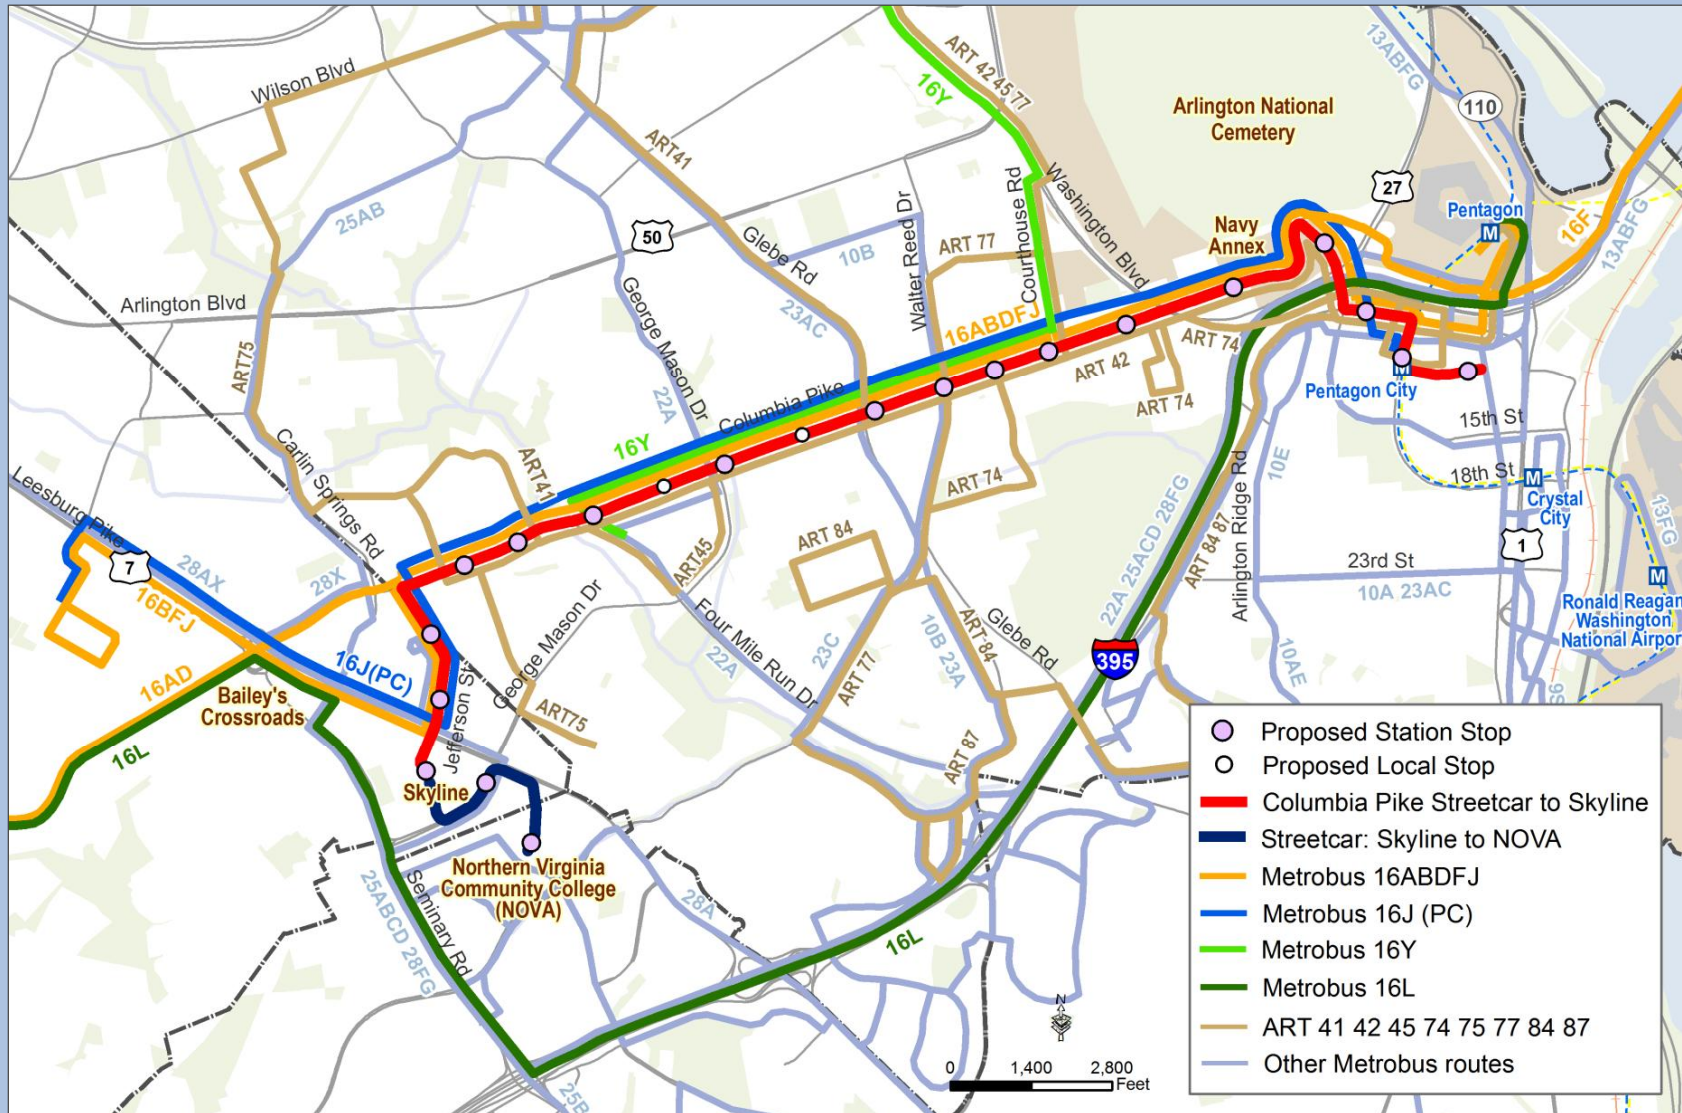 Wilson Blvd
ART 42 45 77
16Y
13ABFG
110
Arlington National
Cemetery
ART41
25AB
50
Glebe Rd
10B
Walter Reed Dr
ART 77
Courthouse Rd
Washington Blvd
Navy
Annex
27
Pentagon
M
16F
13ABFG
Arlington Blvd
George Mason Dr
23AC
16ABDFJ
ART75
22A
Columbia Pike
ART 42
ART 74
ART 74
M
Pentagon City
15th St
16Y
Carlin Springs Rd
ART41
ART 74
10E
18th St
M
Crystal
City
13FG
Leesburg Pike
7
28AX
28X
ART45
ART 84
22A 25ACD 28FG
ART 84 87
Arlington Ridge Rd
1
23rd St
10A 23AC
M
Ronald Reagan
Washington
National Airport
16BFJ
16J(PC)
George Mason Dr
Four Mile Run Dr
22A
23C
ART 77
10B 23A
ART 84
Glebe Rd
395
10AE
16AD
Bailey's
Crossroads
Jefferson St
ART75
16L
Skyline
ART 87
Northern Virginia
Community College
(NOVA)
25ABCD 28FG
Seminary Rd
28A
16L
25B
N
0 1,400 2,800
Feet
Proposed Station Stop
Proposed Local Stop
Columbia Pike Streetcar to Skyline
Streetcar: Skyline to NOVA
Metrobus 16ABDFJ
Metrobus 16J (PC)
Metrobus 16Y
Metrobus 16L
ART 41 42 45 74 75 77 84 87
Other Metrobus routes